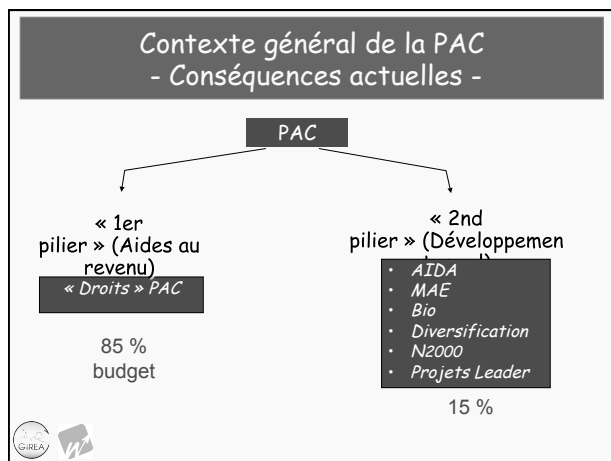 Contexte général de la PAC
- Conséquences actuelles -
PAC
« 1er
pilier » (Aides au
revenu)
« Droits » PAC
85 %
budget
« 2nd
pilier » (Développemen
• AIDA
• MAE
• Bio
• Diversification
• N2000
• Projets Leader
15 %
GIREA